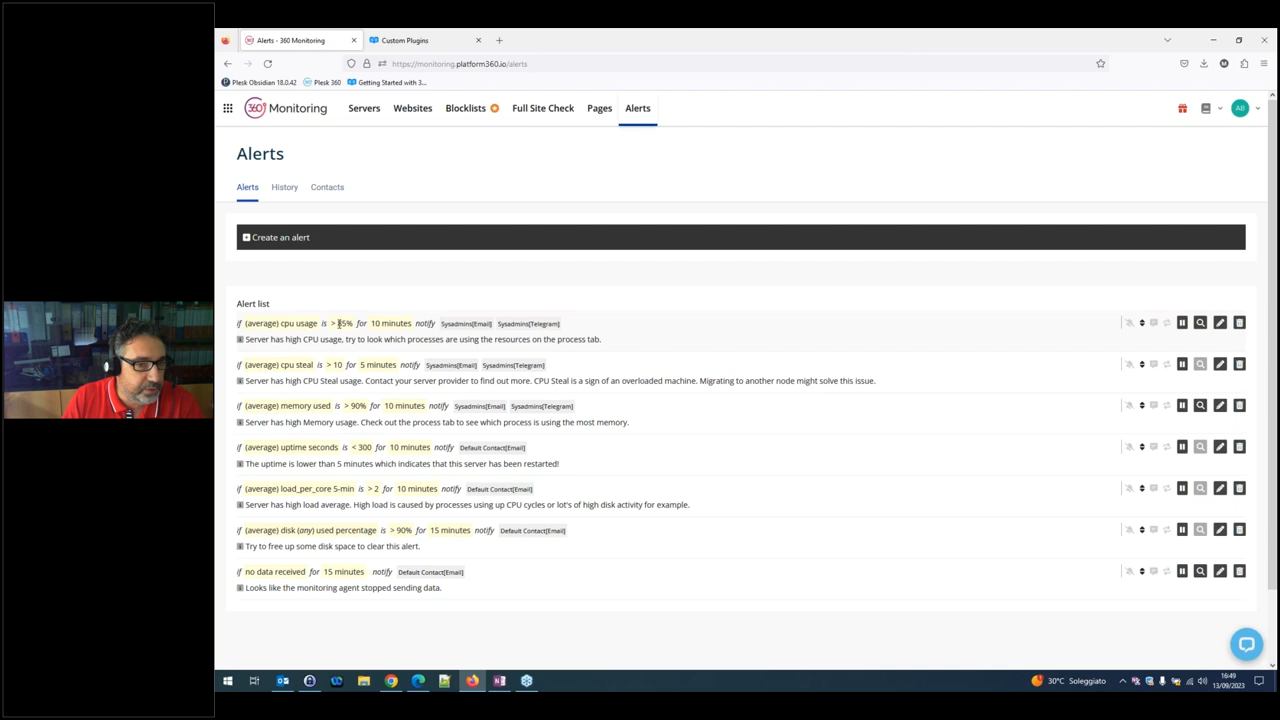 Alerts - 360 Monitoring
Custom Plugins
https://monitoring.platform360.io/alerts
Plesk Obsidian 18.0.42
Plesk 360
Getting Started with 3...
360 Monitoring
Servers
Websites
Blocklists
Full Site Check
Pages
Alerts
AB
Alerts
Alerts
History
Contacts
Create an alert
Alert list
if (average) cpu usage is > 5% for 10 minutes notify Sysadmins[Email] Sysadmins[Telegram]
Server has high CPU usage, try to look which processes are using the resources on the process tab.
if (average) cpu steal is > 10 for 5 minutes notify Sysadmins[Email] Sysadmins[Telegram]
Server has high CPU Steal usage. Contact your server provider to find out more. CPU Steal is a sign of an overloaded machine. Migrating to another node might solve this issue.
if (average) memory used is > 90% for 10 minutes notify Sysadmins[Email] Sysadmins[Telegram]
Server has high Memory usage. Check out the process tab to see which process is using the most memory.
if (average) uptime seconds is < 300 for 10 minutes notify Default Contact[Email]
The uptime is lower than 5 minutes which indicates that this server has been restarted!
if (average) load_per_core 5-min is > 2 for 10 minutes notify Default Contact[Email]
Server has high load average. High load is caused by processes using up CPU cycles or lot's of high disk activity for example.
if (average) disk (any) used percentage is > 90% for 15 minutes notify Default Contact[Email]
Try to free up some disk space to clear this alert.
if no data received for 15 minutes notify Default Contact[Email]
Looks like the monitoring agent stopped sending data.
30°C Soleggiato
16:49
13/09/2023